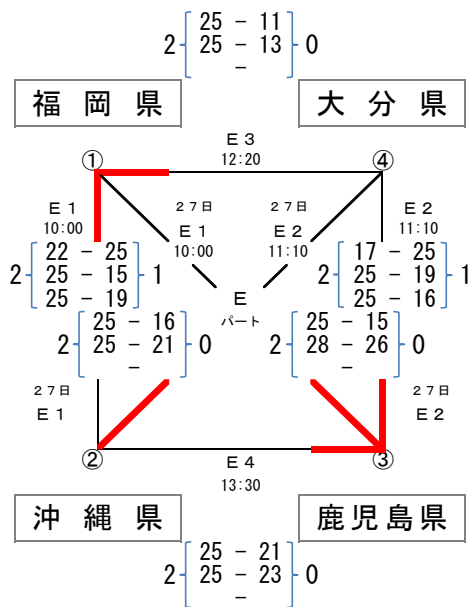 25 - 11
2 25 - 13 0
-
福岡県
大分県
① E3 ④
12:20
E1
10:00
27日
E1
10:00
27日
E2
11:10
E2
11:10
22 - 25
2 25 - 15 1
25 - 19
17 - 25
2 25 - 19 1
25 - 16
E
パート
25 - 16
2 25 - 21 0
-
25 - 15
2 28 - 26 0
-
27日
E1
27日
E2
② E4 ③
13:30
沖縄県
鹿児島県
25 - 21
2 25 - 23 0
-